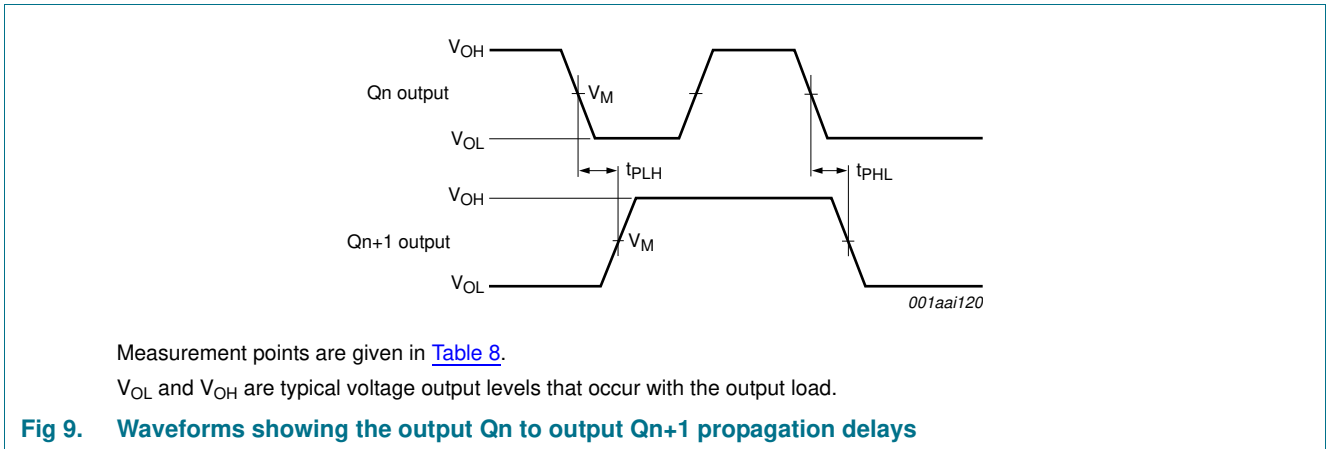 VOH
Qn output
VM
VOL
tPLH
tPHL
VOH
Qn+1 output
VM
VOL
001aai120
Measurement points are given in Table 8.
VOL and VOH are typical voltage output levels that occur with the output load.
Fig 9. Waveforms showing the output Qn to output Qn+1 propagation delays